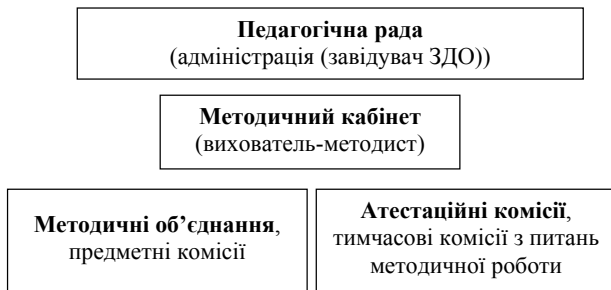 Педагогічна рада
(адміністрація (завідувач ЗДО))
Методичний кабінет
(вихователь-методист)
Методичні об’єднання,
предметні комісії
Атестаційні комісії,
тимчасові комісії з питань
методичної роботи